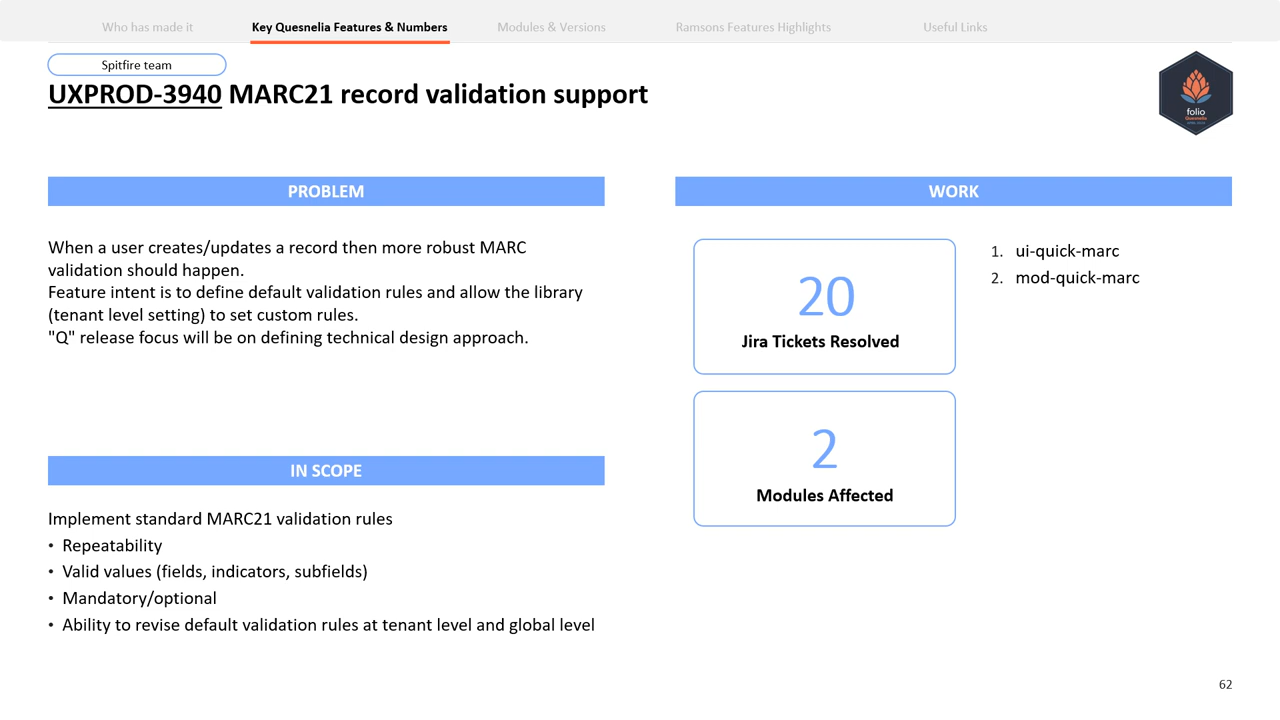 Who has made it
Key Quesnelia Features & Numbers
Modules & Versions
Ramsons Features Highlights
Useful Links
Spitfire team
UXPROD-3940 MARC21 record validation support
folio
Quesnelia
PROBLEM
When a user creates/updates a record then more robust MARC
validation should happen.
Feature intent is to define default validation rules and allow the library
(tenant level setting) to set custom rules.
"Q" release focus will be on defining technical design approach.
IN SCOPE
Implement standard MARC21 validation rules
• Repeatability
• Valid values (fields, indicators, subfields)
• Mandatory/optional
• Ability to revise default validation rules at tenant level and global level
WORK
20
Jira Tickets Resolved
2
Modules Affected
1. ui-quick-marc
2. mod-quick-marc
62